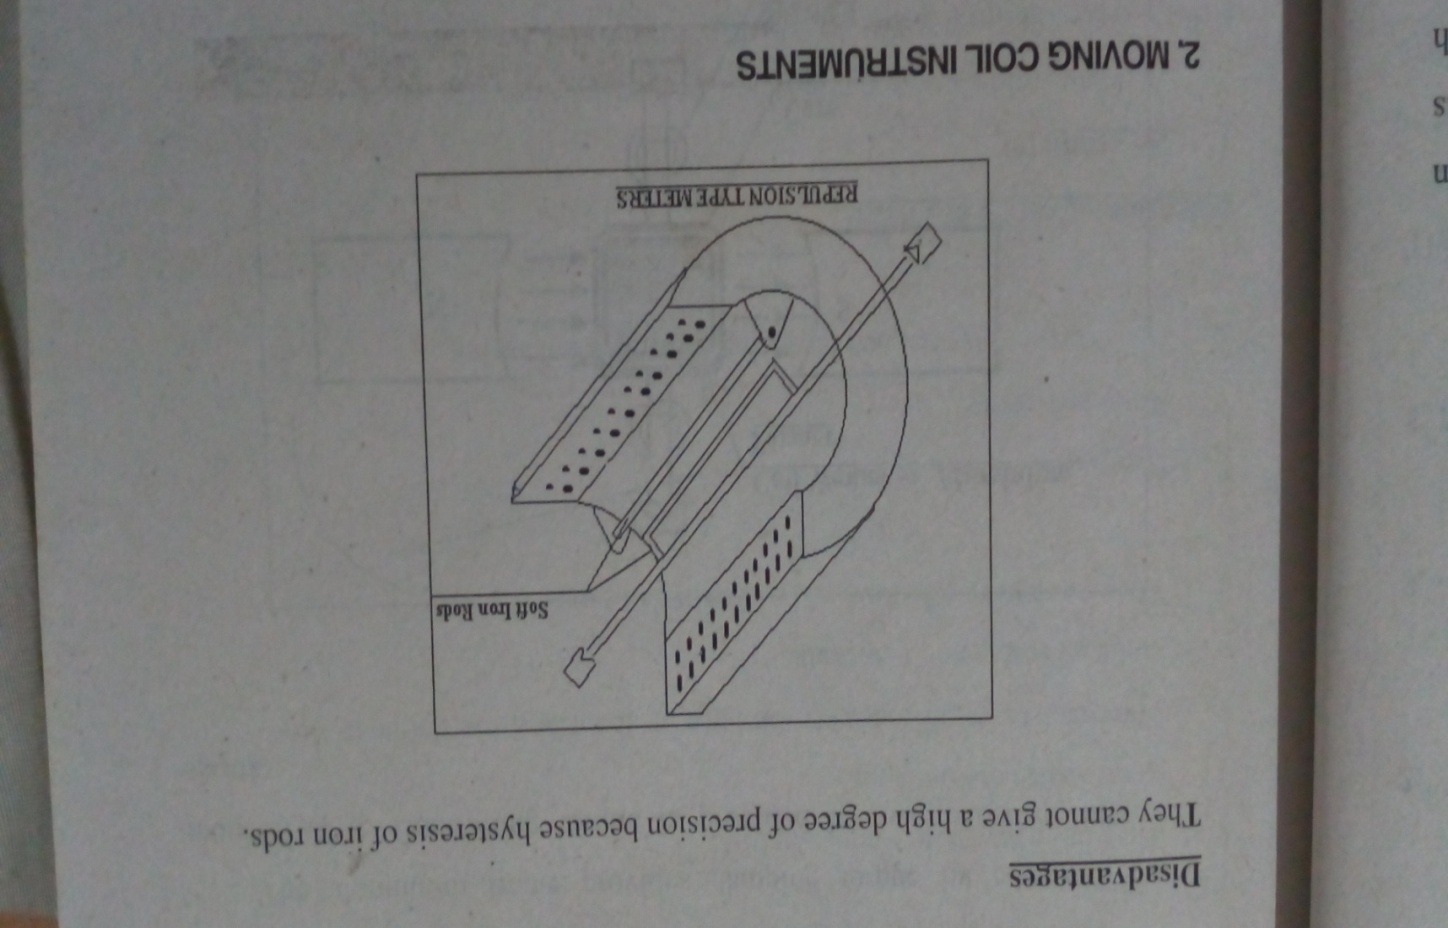 Disadvantages
They cannot give a high degree of precision because hysteresis of iron rods.
Soft Iron Rods
REPULSION TYPE METERS
2. MOVING COIL INSTRUMENTS